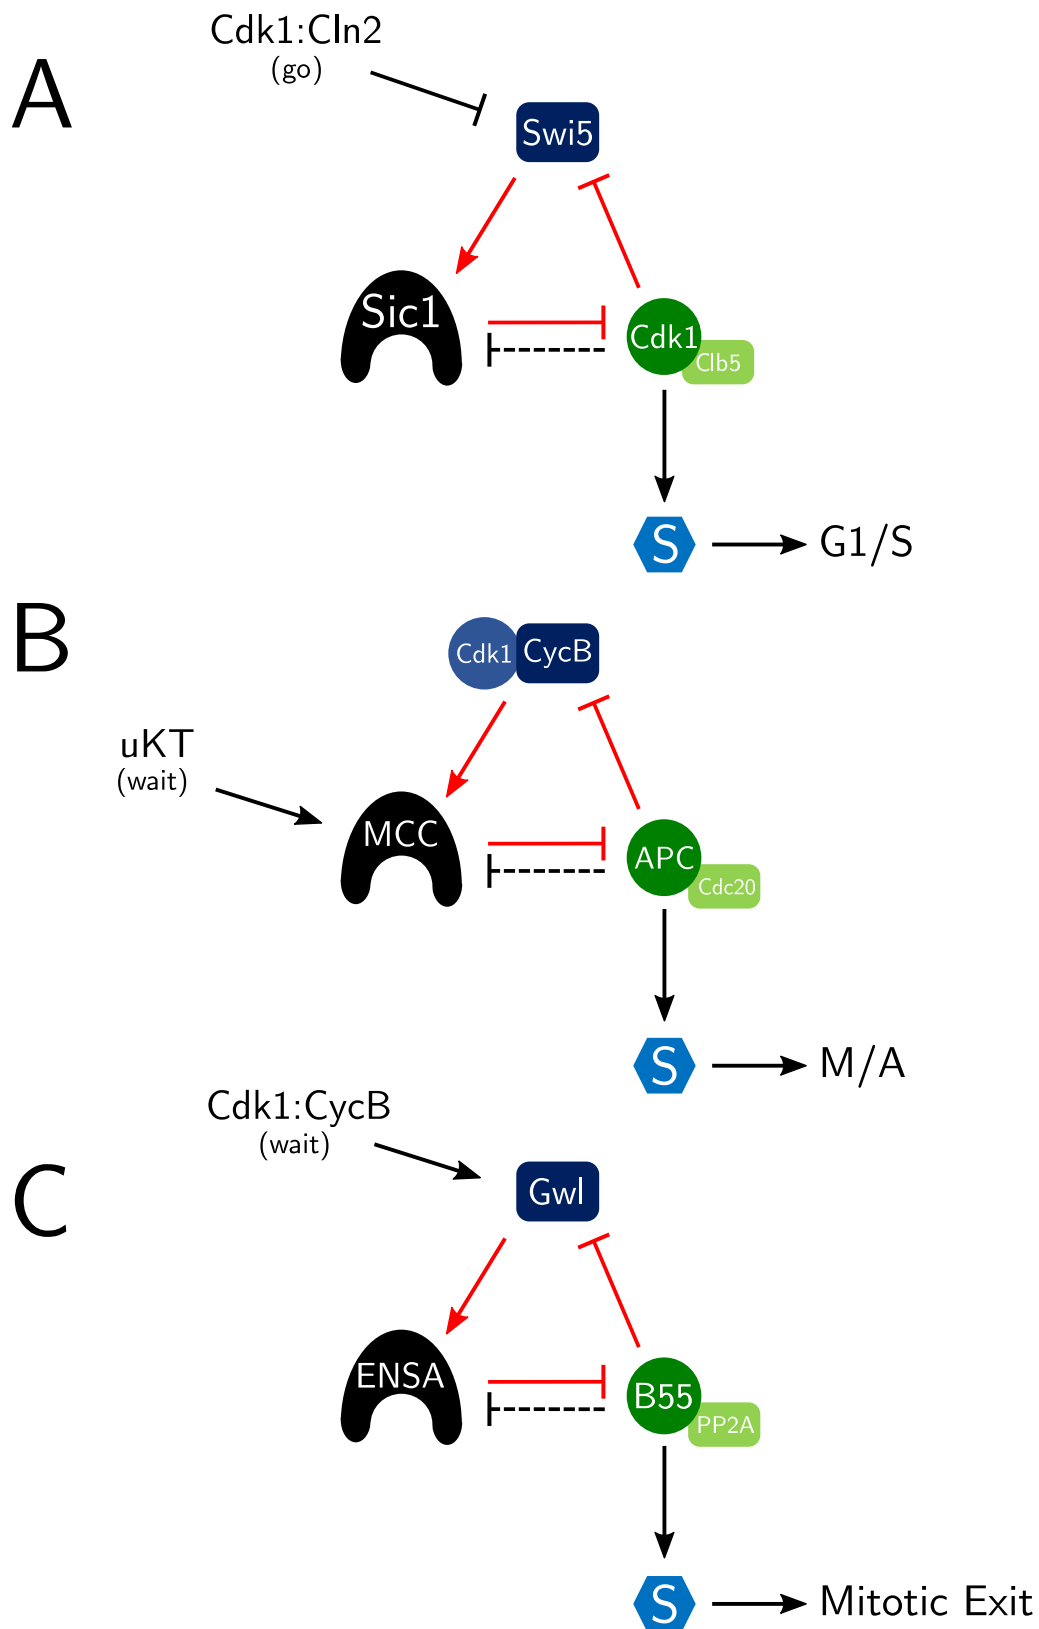 Cdk1:Cln2
(go)
A
Swi5
Sic1
Cdk1
Clb5
S
G1/S
B
Cdk1
CycB
uKT
(wait)
MCC
APC
Cdc20
S
M/A
Cdk1:CycB
(wait)
C
Gwl
ENSA
B55
PP2A
S
Mitotic Exit